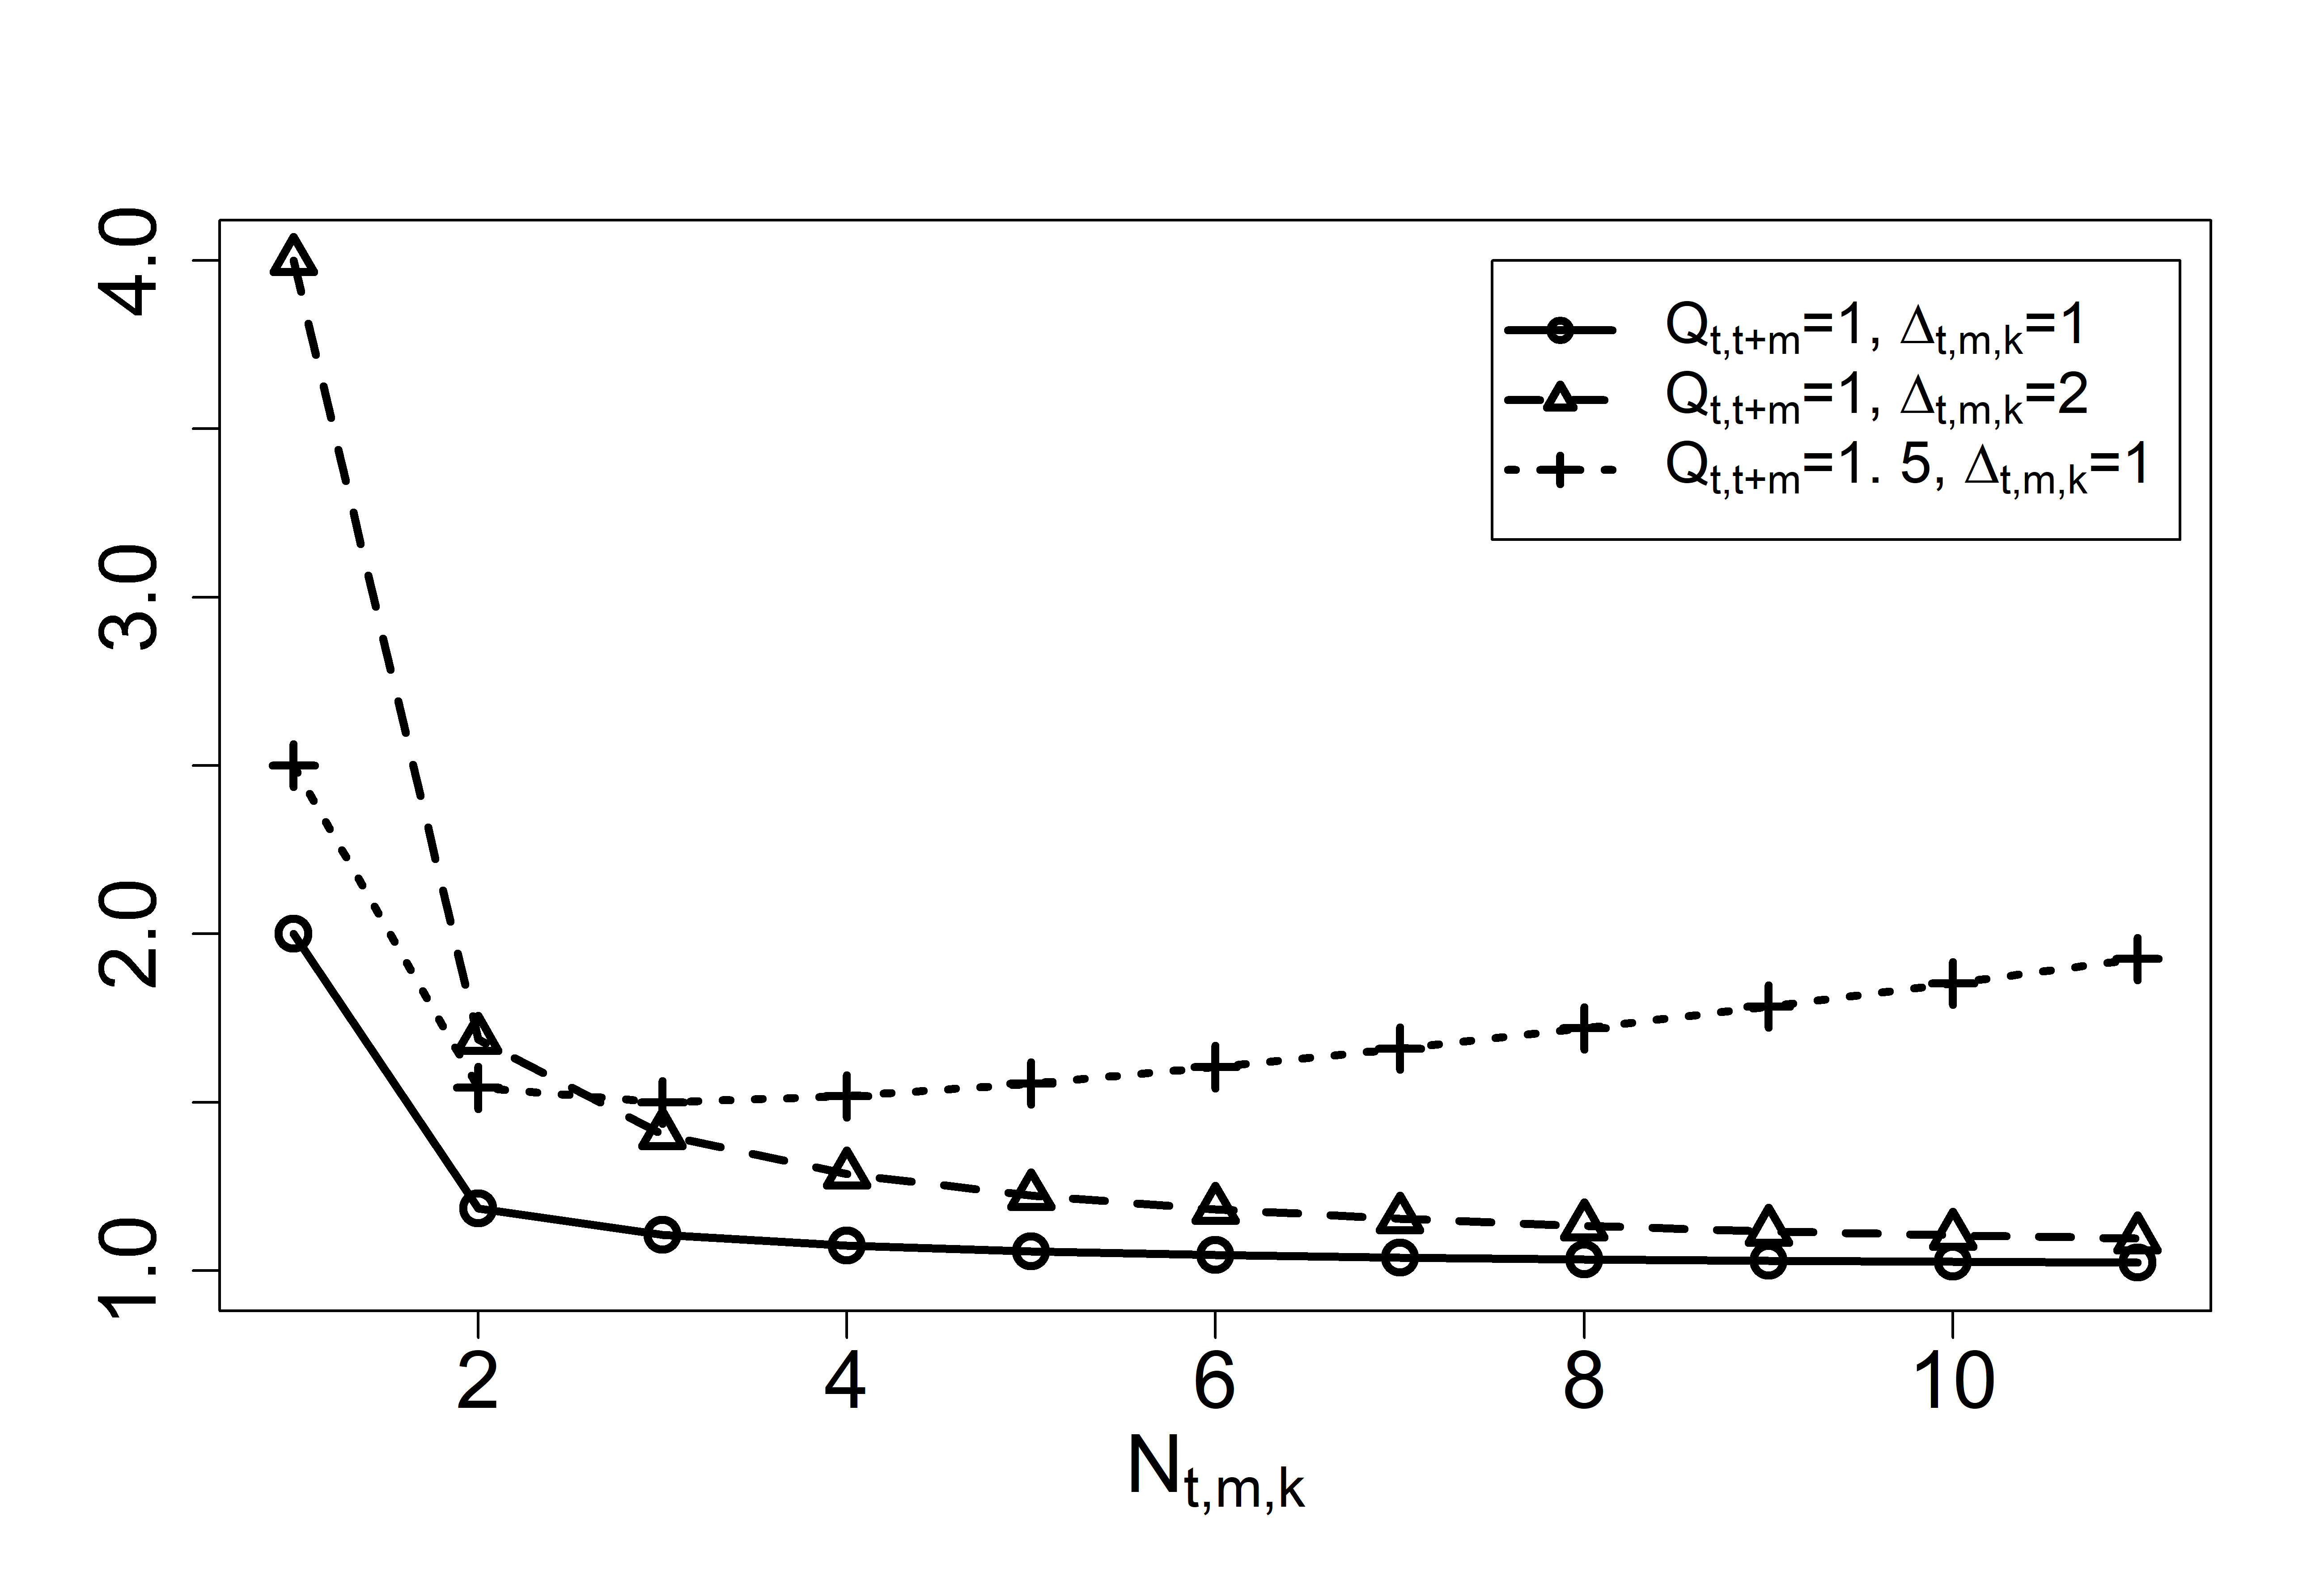 4.0
3.0
2.0
1.0
Qt,t+m=1, Δt,m,k=1
Qt,t+m=1, Δt,m,k=2
Qt,t+m=1. 5, Δt,m,k=1
2 4 6 8 10
Nt,m,k